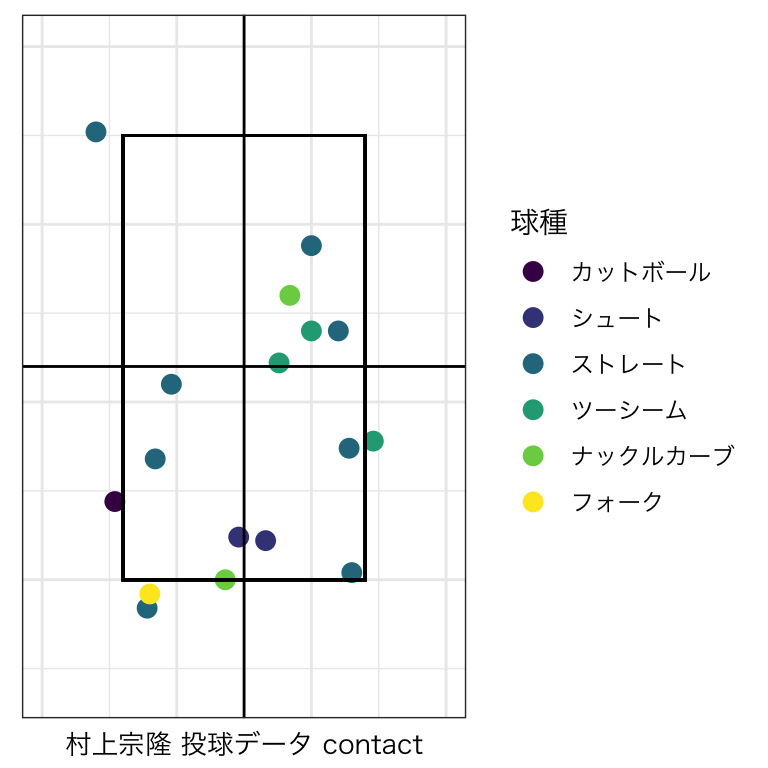 球種
カットボール
シュート
ストレート
ツーシーム
ナックルカーブ
フォーク
村上宗隆 投球データ contact